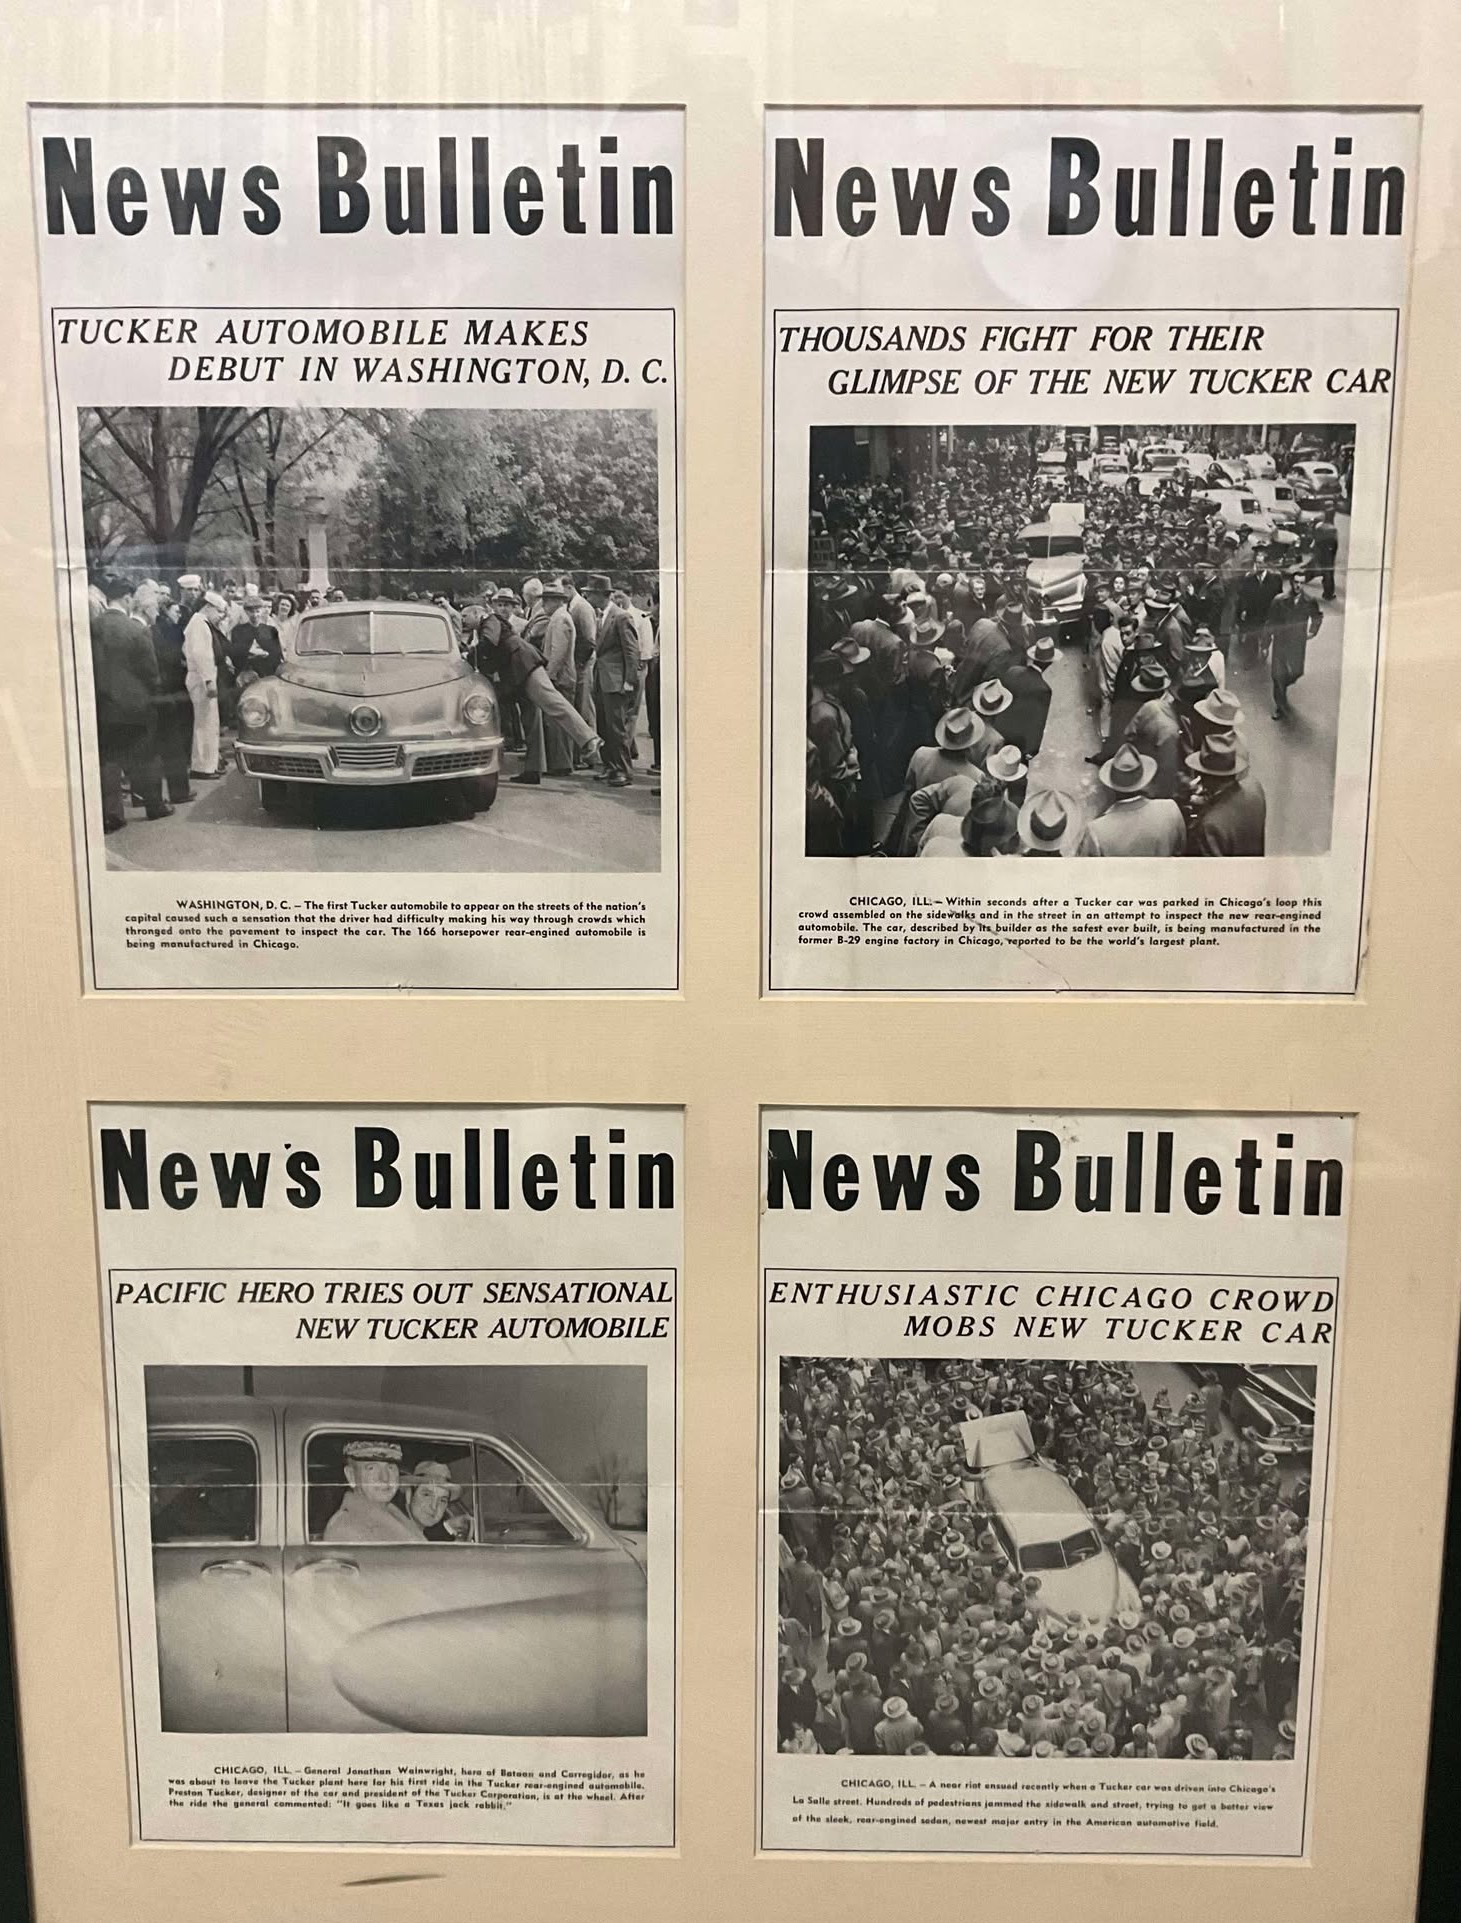 News Bulletin
TUCKER AUTOMOBILE MAKES
DEBUT IN WASHINGTON, D. C.
WASHINGTON, D. C. – The first Tucker automobile to appear on the streets of the nation's
capital caused such a sensation that the driver had difficulty making his way through crowds which
thronged onto the pavement to inspect the car. The 166 horsepower rear-engined automobile is
being manufactured in Chicago.
News Bulletin
THOUSANDS FIGHT FOR THEIR
GLIMPSE OF THE NEW TUCKER CAR
CHICAGO, ILL. – Within seconds after a Tucker car was parked in Chicago's loop this
crowd assembled on the sidewalks and in the street in an attempt to inspect the new rear-engined
automobile. The car, described by its builder as the safest ever built, is being manufactured in the
former B-29 engine factory in Chicago, reported to be the world's largest plant.
News Bulletin
PACIFIC HERO TRIES OUT SENSATIONAL
NEW TUCKER AUTOMOBILE
CHICAGO, ILL. – General Jonathan Wainwright, hero of Bataan and Corregidor, as he
was about to leave the Tucker plant here for his first ride in the Tucker rear-engined automobile.
Preston Tucker, designer of the car and president of the Tucker Corporation, is at the wheel. After
the ride the general commented: "It goes like a Texas jack rabbit."
News Bulletin
ENTHUSIASTIC CHICAGO CROWD
MOBS NEW TUCKER CAR
CHICAGO, ILL. – A near riot ensued recently when a Tucker car was driven into Chicago's
La Salle street. Hundreds of pedestrians jammed the sidewalk and street, trying to get a better view
of the sleek, rear-engined sedan, newest major entry in the American automotive field.